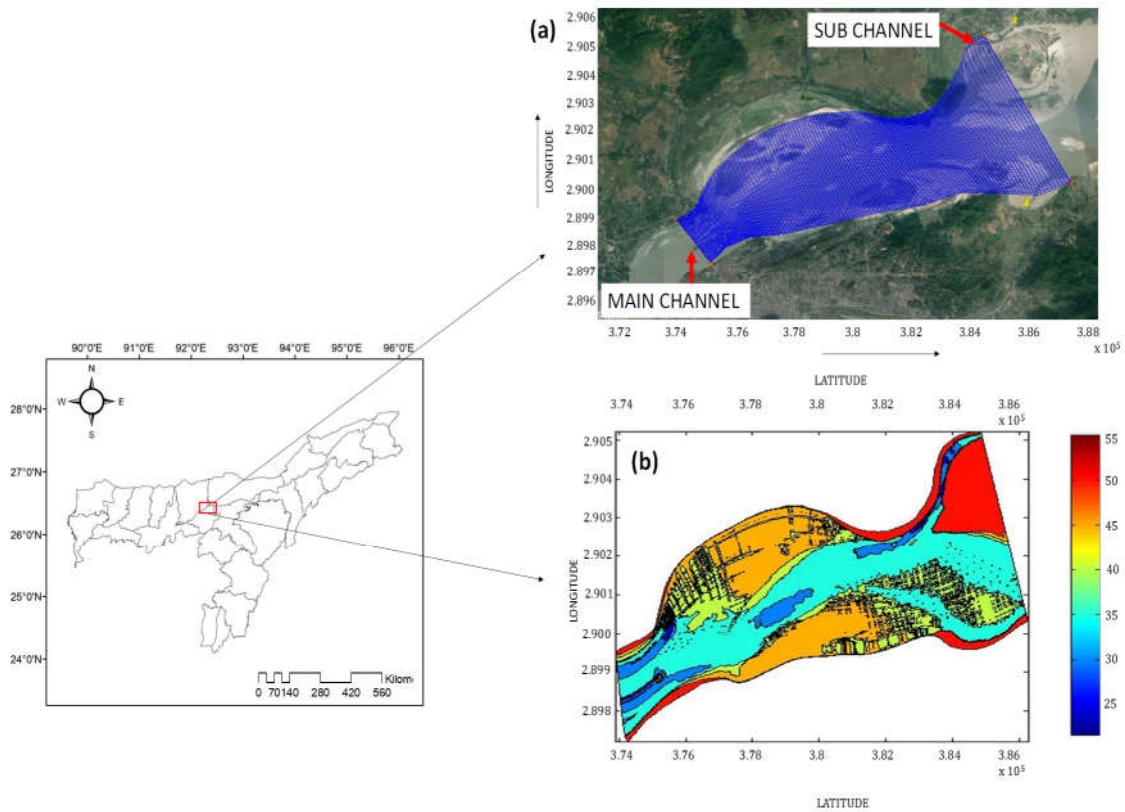 (a)
SUB CHANNEL
2.906
2.905
2.904
2.903
2.902
2.901
2.900
2.899
2.898
2.897
2.896
LONGITUDE
MAIN CHANNEL
3.72
3.74
3.76
3.78
3.8
3.82
3.84
3.86
3.88
x 10⁵
LATITUDE
90°0'E 91°0'E 92°0'E 93°0'E 94°0'E 95°0'E 96°0'E
N
W E
S
28°0'N
27°0'N
26°0'N
25°0'N
24°0'N
Kilom
0 70140 280 420 560
3.74 3.76 3.78 3.8 3.82 3.84 3.86
x 10⁵
(b)
2.905
2.904
2.903
2.902
2.901
2.900
2.899
2.898
LONGITUDE
3.74 3.76 3.78 3.8 3.82 3.84 3.86
x 10⁵
LATITUDE
55
50
45
40
35
30
25